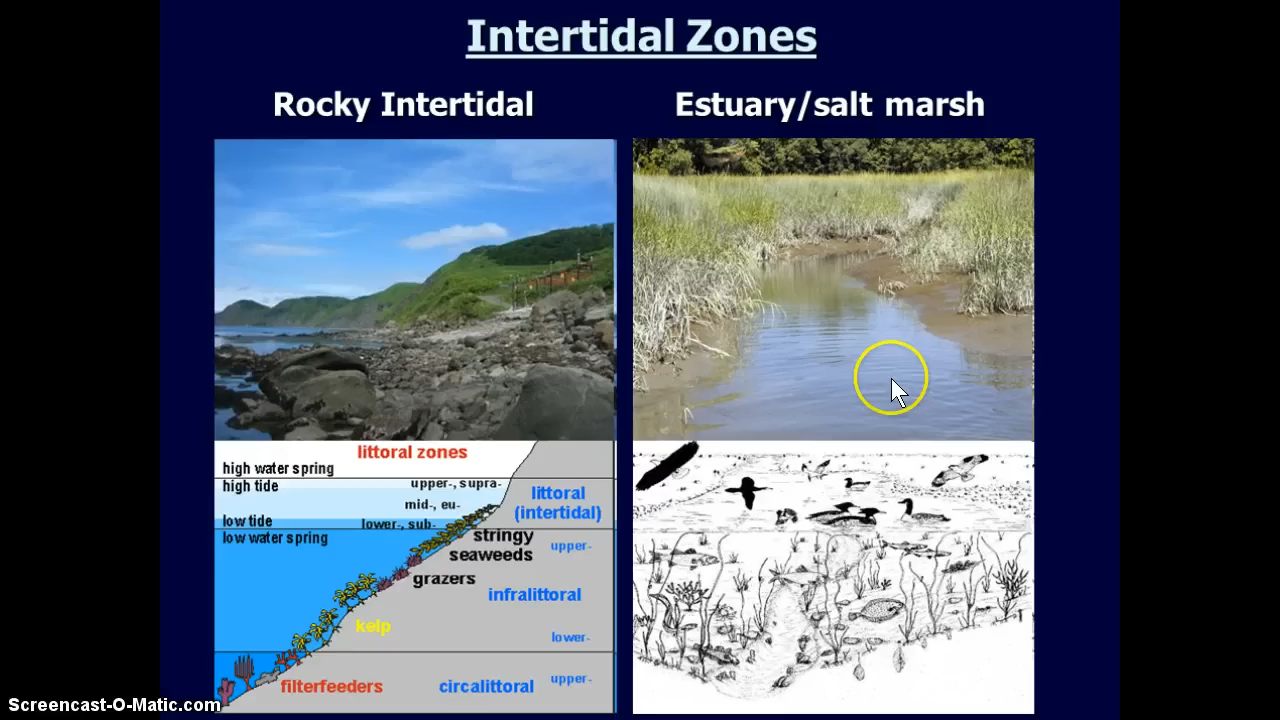 Intertidal Zones
Rocky Intertidal
Estuary/salt marsh
littoral zones
high water spring
high tide
upper-, supra-
mid-, eu-
littoral
(intertidal)
low tide
lower-, sub-
low water spring
stringy
seaweeds
upper-
grazers
infralittoral
kelp
lower-
filterfeeders
circalittoral
upper-
Screencast-O-Matic.com